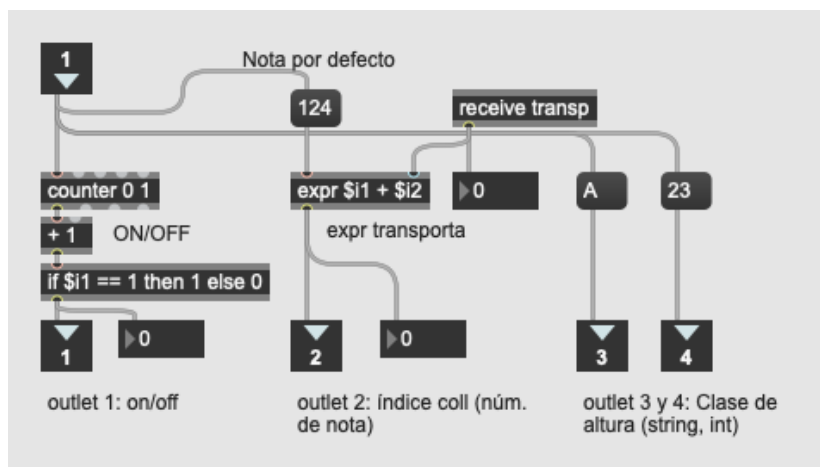 1
Nota por defecto
124
receive transp
counter 0 1
expr $i1 + $i2
0
A
23
+ 1
ON/OFF
expr transporta
if $i1 == 1 then 1 else 0
1
0
2
0
3
4
outlet 1: on/off
outlet 2: índice coll (núm.
de nota)
outlet 3 y 4: Clase de
altura (string, int)